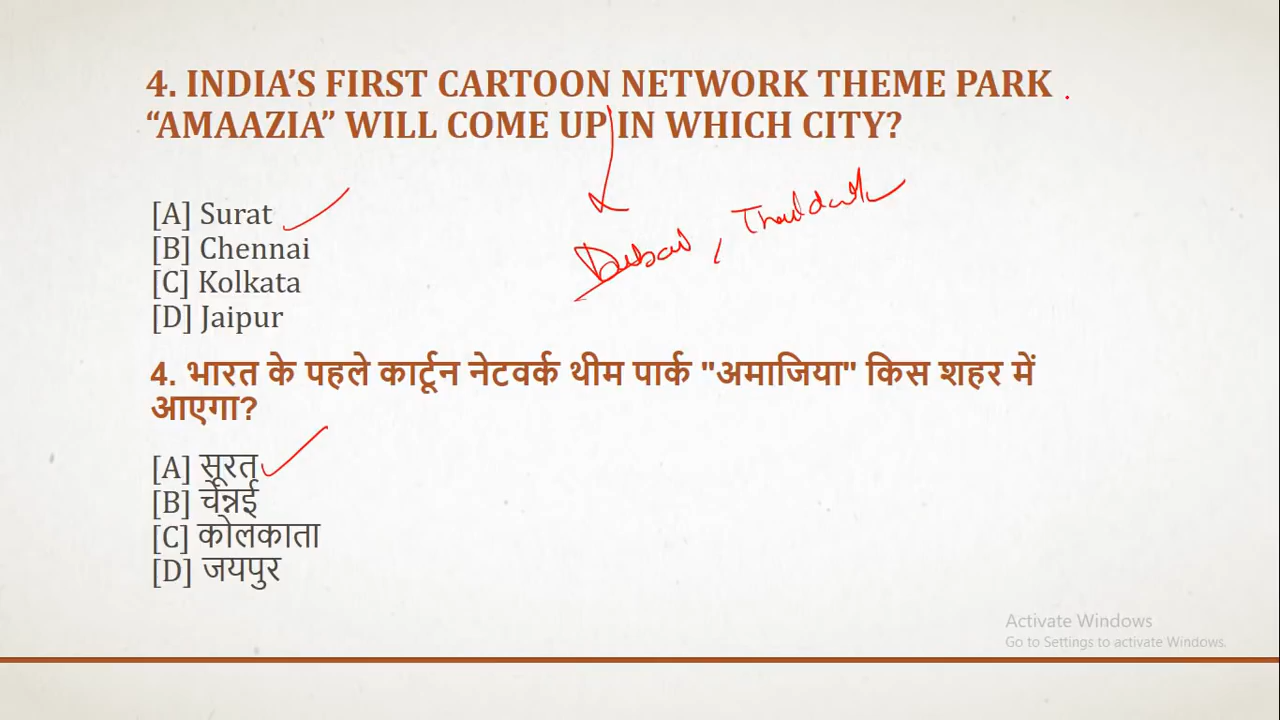 4. INDIA'S FIRST CARTOON NETWORK THEME PARK
“AMAAZIA” WILL COME UP IN WHICH CITY?
[A] Surat
[B] Chennai
[C] Kolkata
[D] Jaipur
Dubai,
4. भारत के पहले कार्टून नेटवर्क थीम पार्क "अमाजिया" किस शहर में
आएगा?
[A] सूरत
[B] चेन्नई
[C] कोलकाता
[D] जयपुर
Activate Windows
Go to Settings to activate Windows.